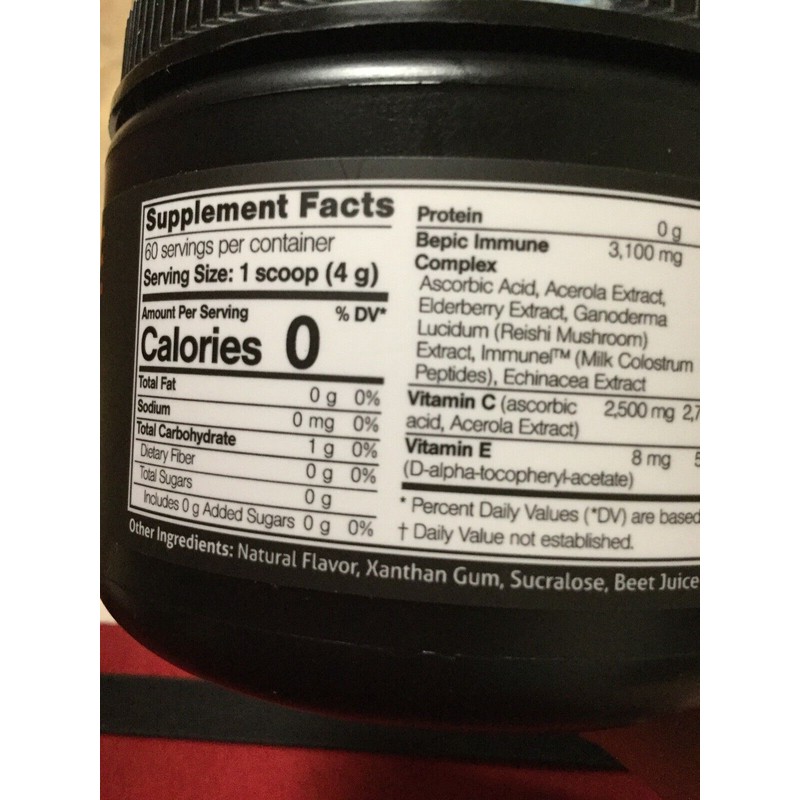 Supplement Facts
60 servings per container
Serving Size: 1 scoop (4 g)
Amount Per Serving % DV*
Calories 0
Total Fat 0 g 0%
Sodium 0 mg 0%
Total Carbohydrate 1 g 0%
Dietary Fiber 0 g 0%
Total Sugars 0 g
Includes 0 g Added Sugars 0 g 0%
Protein 0 g
Bepic Immune 3,100 mg
Complex
Ascorbic Acid, Acerola Extract,
Elderberry Extract, Ganoderma
Lucidum (Reishi Mushroom)
Extract, Immunel™ (Milk Colostrum
Peptides), Echinacea Extract
Vitamin C (ascorbic 2,500 mg 2,7
acid, Acerola Extract)
Vitamin E 8 mg
(D-alpha-tocopheryl-acetate)
* Percent Daily Values (*DV) are based
† Daily Value not established.
Other Ingredients: Natural Flavor, Xanthan Gum, Sucralose, Beet Juice